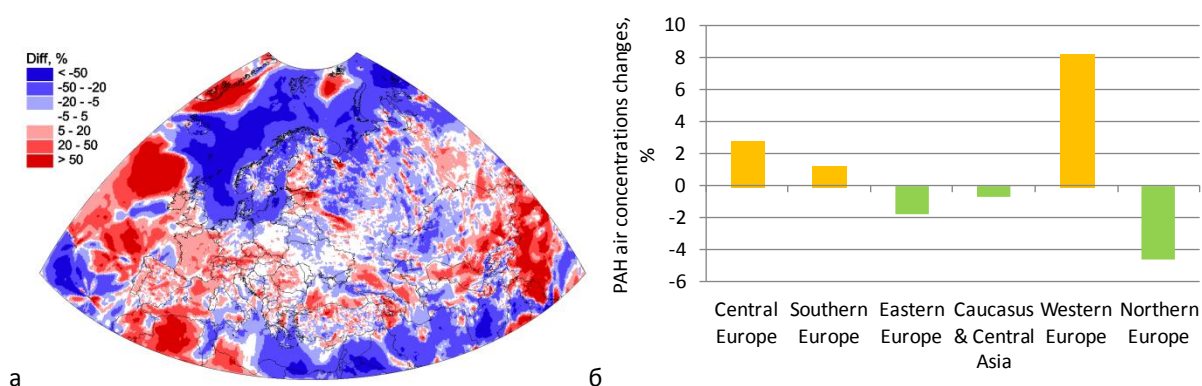 Diff, %
< -50
-50 - -20
-20 - -5
-5 - 5
5 - 20
20 - 50
> 50
а
PAH air concentrations changes,
%
10
8
6
4
2
0
-2
-4
-6
Central
Europe
Southern
Europe
Eastern
Europe
Caucasus
& Central
Asia
Western
Europe
Northern
Europe
б